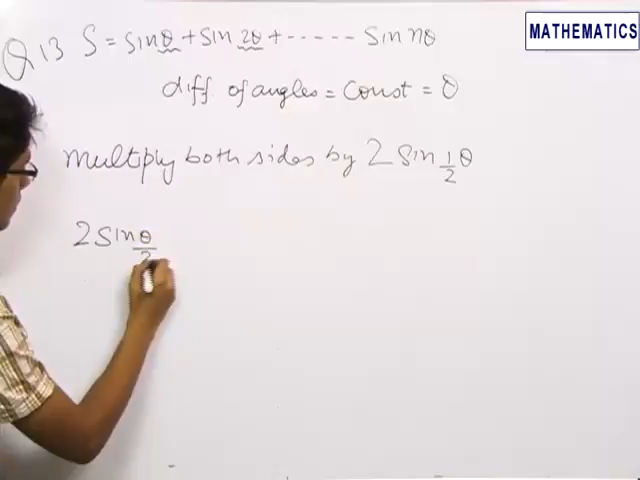 MATHEMATICS
Q13 S = sinθ + sin 2θ + ----- sin nθ
diff of angles = const = θ
multiply both sides by 2 sin 1/2 θ
2 sin θ/2